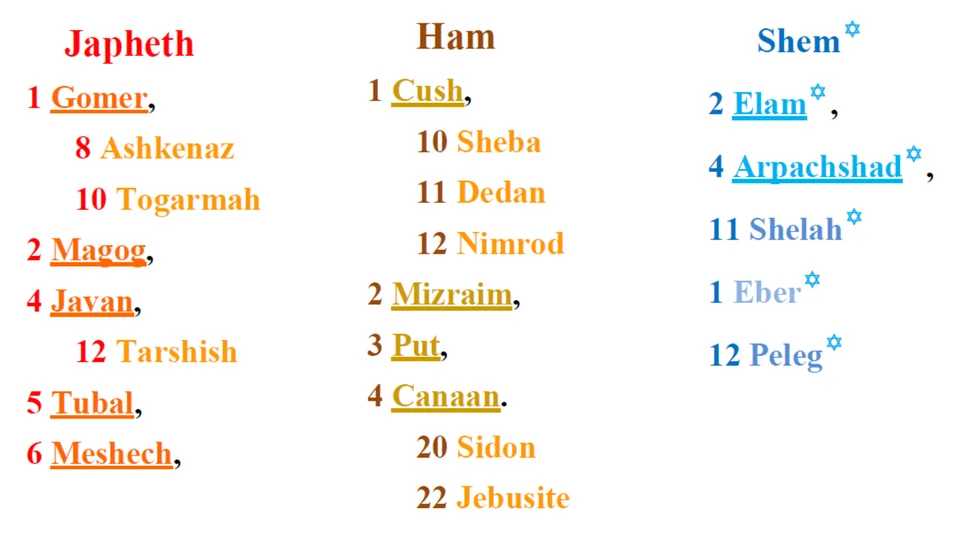 Japheth
1 Gomer,
8 Ashkenaz
10 Togarmah
2 Magog,
4 Javan,
12 Tarshish
5 Tubal,
6 Meshech,
Ham
1 Cush,
10 Sheba
11 Dedan
12 Nimrod
2 Mizraim,
3 Put,
4 Canaan.
20 Sidon
22 Jebusite
Shem✡
2 Elam✡,
4 Arpachshad✡,
11 Shelah✡
1 Eber✡
12 Peleg✡